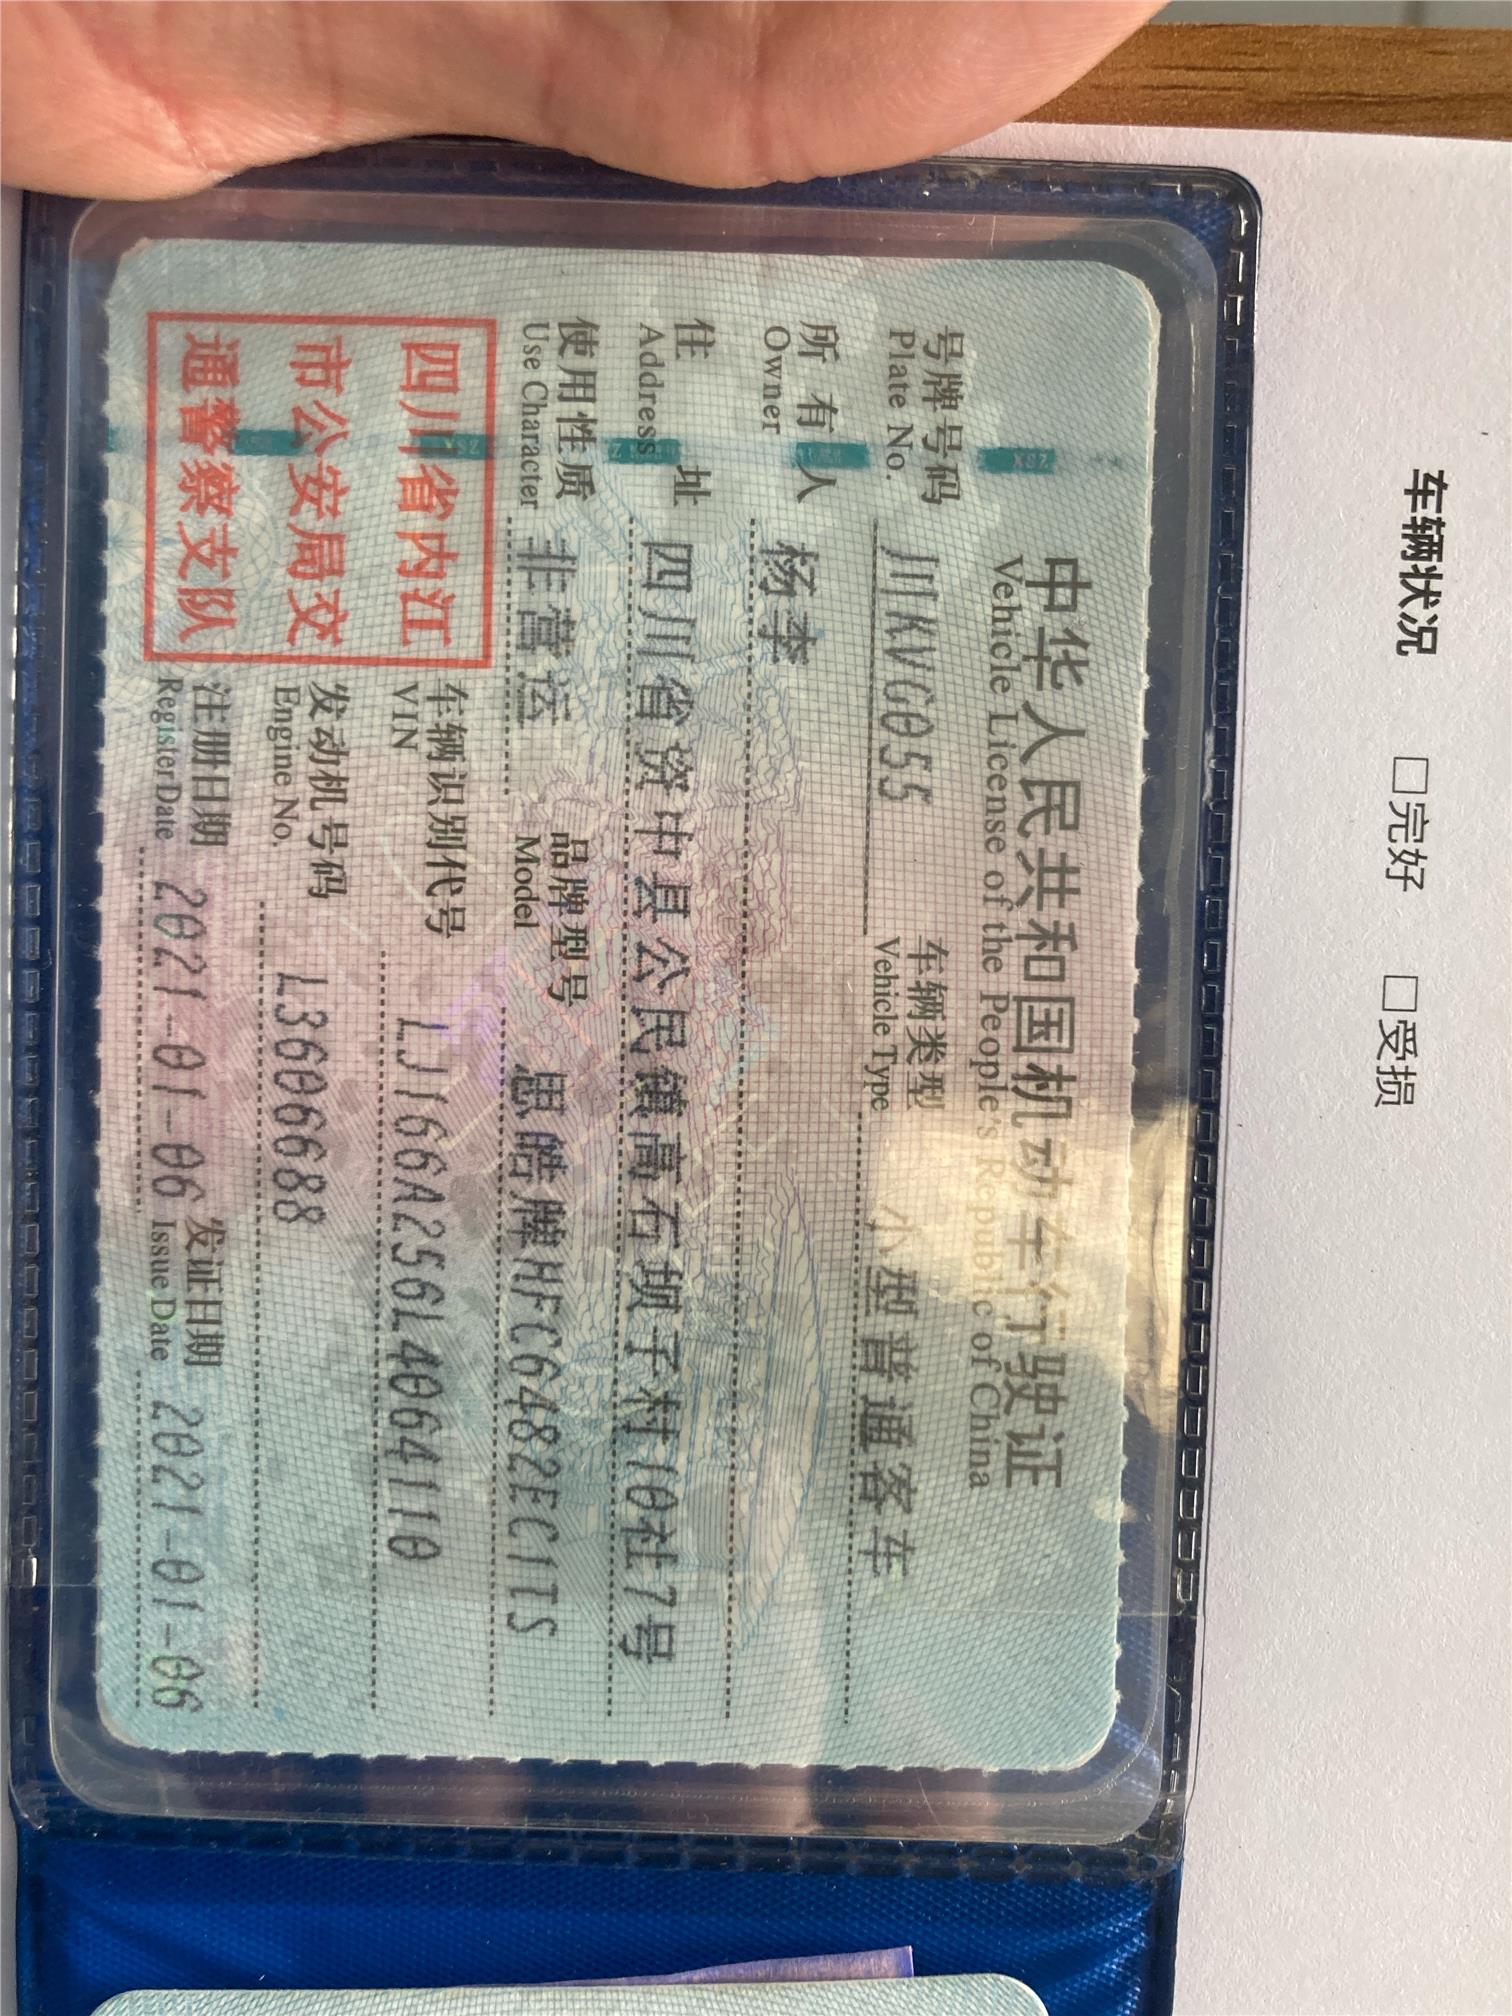 中华人民共和国机动车行驶证
Vehicle License of the People's Republic of China
号牌号码 川KVG055 车辆类型 小型普通客车
Plate No. Vehicle Type
所有人 杨李
Owner
住址 四川省资中县公民镇高石坝子村10社7号
Address
使用性质 非营运 品牌型号 思皓牌HFC6482EC1TS
Use Character Model
四川省内江
市公安局交
通警察支队
车辆识别代号 LJ166A256L4064110
VIN
发动机号码 L3606688
Engine No.
注册日期 2021-01-06 发证日期 2021-01-06
Register Date Issue Date
车辆状况 □完好 □受损